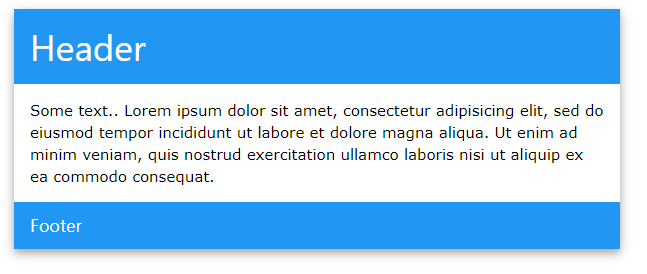 Header
Some text.. Lorem ipsum dolor sit amet, consectetur adipisicing elit, sed do
eiusmod tempor incididunt ut labore et dolore magna aliqua. Ut enim ad
minim veniam, quis nostrud exercitation ullamco laboris nisi ut aliquip ex
ea commodo consequat.
Footer